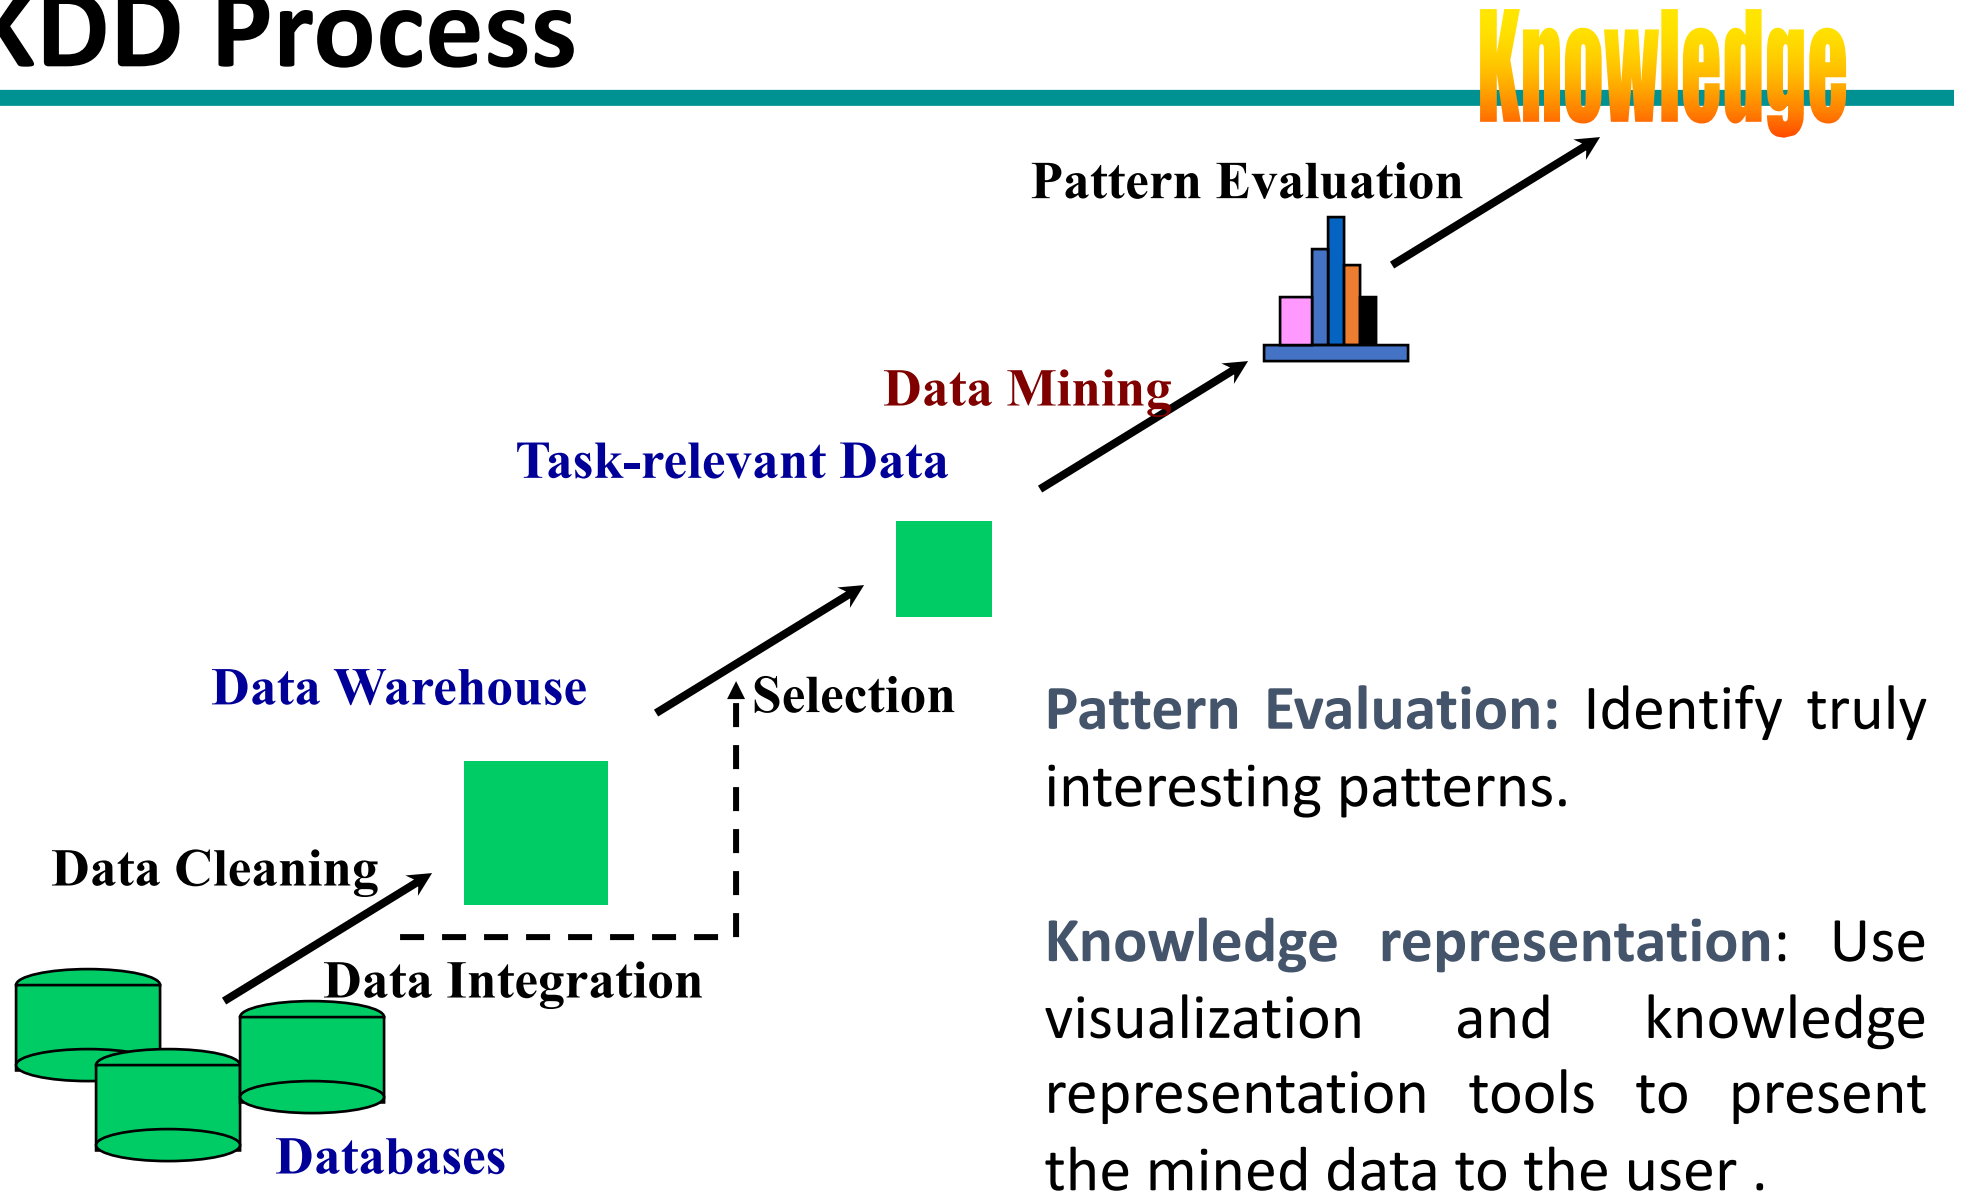 KDD Process
Knowledge
Pattern Evaluation
Data Mining
Task-relevant Data
Data Warehouse
Selection
Data Cleaning
Data Integration
Databases
Pattern Evaluation: Identify truly
interesting patterns.
Knowledge representation: Use
visualization and knowledge
representation tools to present
the mined data to the user .